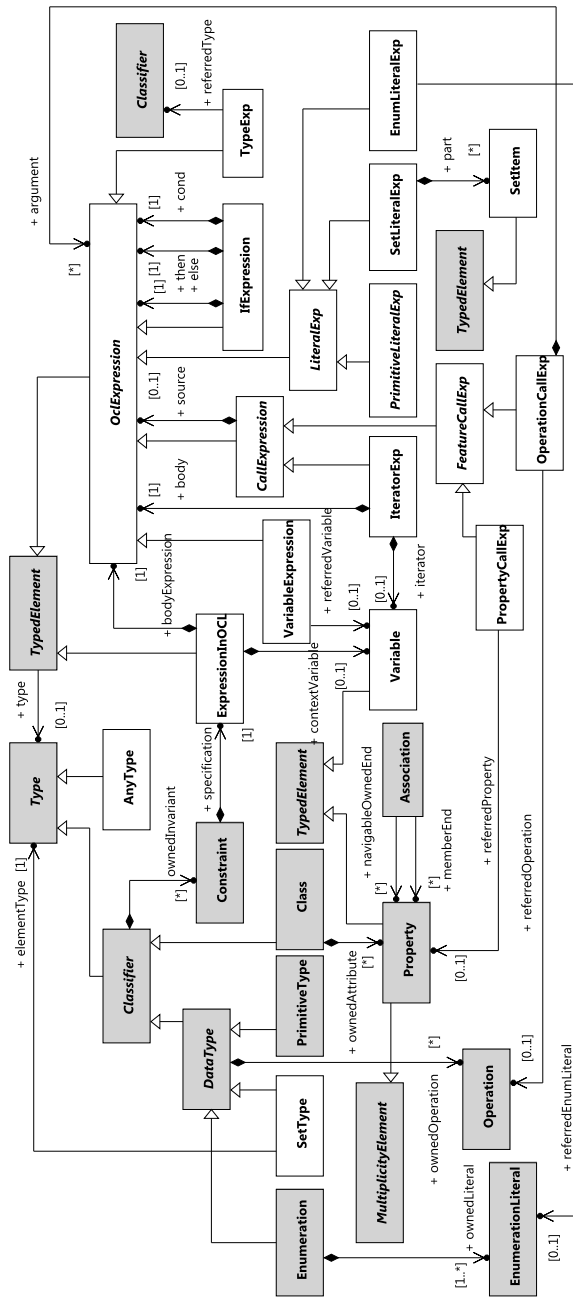 + elementType
[1]
Type
+ type
[0..1]
TypedElement
AnyType
Classifier
+ ownedInvariant
[*]
Constraint
+ specification
[1]
ExpressionInOCL
+ bodyExpression
[1]
OclExpression
+ argument
[*]
Classifier
[0..1]
+ referredType
TypeExp
[1]
+ cond
[1]
+ then
[1]
+ else
IfExpression
[0..1]
+ source
CallExpression
[1]
+ body
VariableExpression
+ referredVariable
[0..1]
+ contextVariable
[0..1]
LiteralExp
DataType
SetType
PrimitiveType
Class
TypedElement
Enumeration
+ ownedAttribute
[*]
+ navigableOwnedEnd
[*]
Association
[*]
+ memberEnd
Property
MultiplicityElement
Variable
[0..1]
+ iterator
IteratorExp
PrimitiveLiteralExp
SetLiteralExp
EnumLiteralExp
+ part
[*]
SetItem
TypedElement
FeatureCallExp
PropertyCallExp
OperationCallExp
+ referredProperty
[0..1]
+ ownedOperation
[*]
Operation
+ referredOperation
[0..1]
+ ownedLiteral
[1..*]
EnumerationLiteral
[0..1]
+ referredEnumLiteral